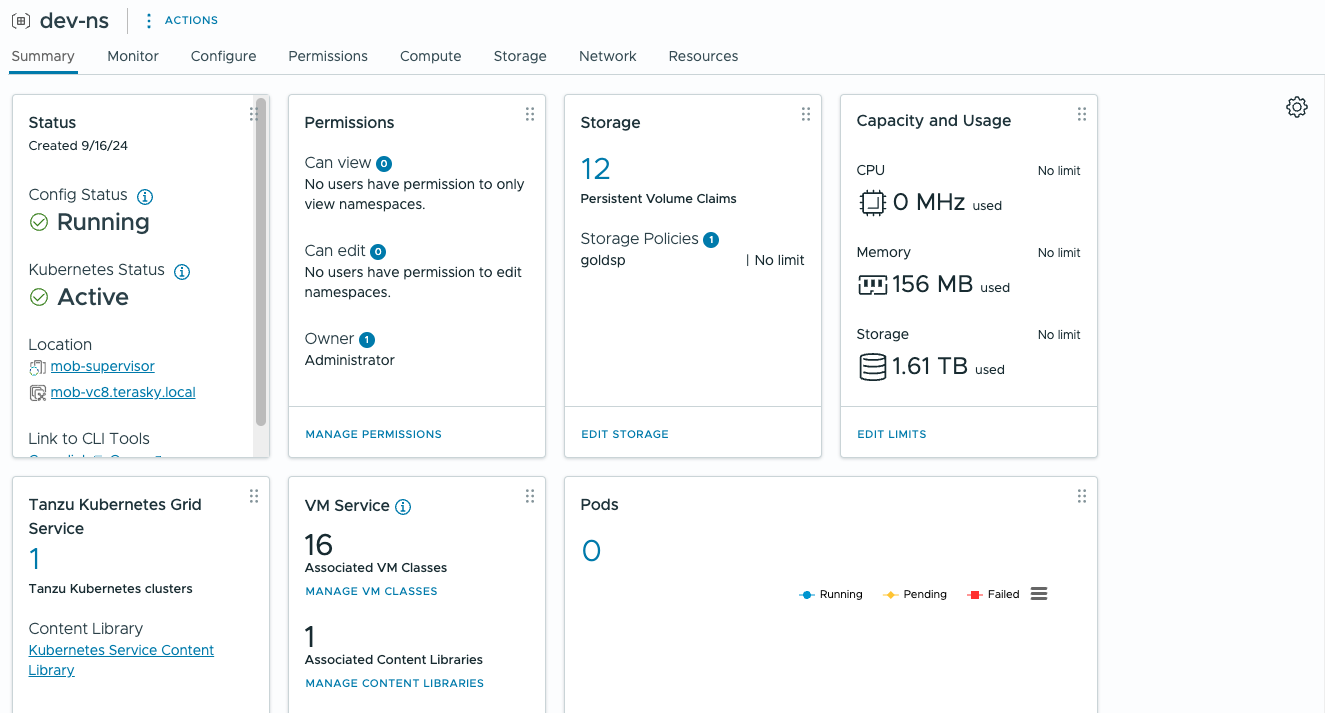 dev-ns
ACTIONS
Summary
Monitor
Configure
Permissions
Compute
Storage
Network
Resources
Status
Created 9/16/24
Config Status
Running
Kubernetes Status
Active
Location
mob-supervisor
mob-vc8.terasky.local
Link to CLI Tools
Permissions
Can view 0
No users have permission to only
view namespaces.
Can edit 0
No users have permission to edit
namespaces.
Owner 1
Administrator
MANAGE PERMISSIONS
Storage
12
Persistent Volume Claims
Storage Policies 1
goldsp | No limit
EDIT STORAGE
Capacity and Usage
CPU No limit
0 MHz used
Memory No limit
156 MB used
Storage No limit
1.61 TB used
EDIT LIMITS
Tanzu Kubernetes Grid
Service
1
Tanzu Kubernetes clusters
Content Library
Kubernetes Service Content
Library
VM Service
16
Associated VM Classes
MANAGE VM CLASSES
1
Associated Content Libraries
MANAGE CONTENT LIBRARIES
Pods
0
Running Pending Failed